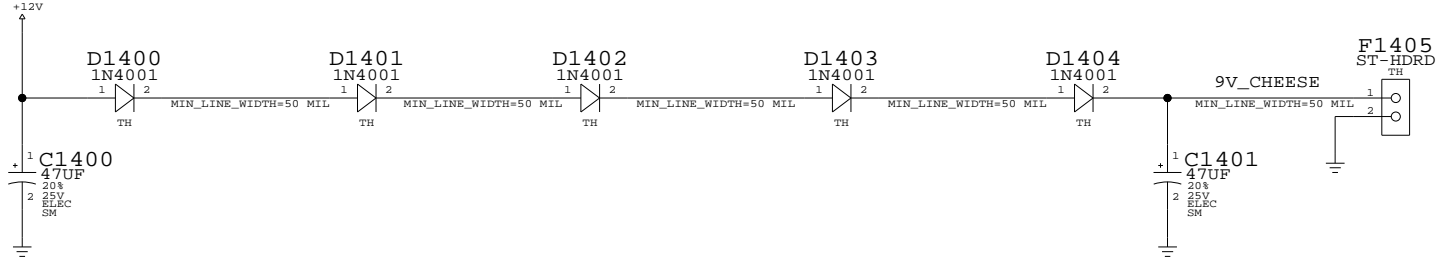 +12V
D1400
1N4001
1 2
TH
MIN_LINE_WIDTH=50 MIL
D1401
1N4001
1 2
TH
MIN_LINE_WIDTH=50 MIL
D1402
1N4001
1 2
TH
MIN_LINE_WIDTH=50 MIL
D1403
1N4001
1 2
TH
MIN_LINE_WIDTH=50 MIL
D1404
1N4001
1 2
TH
9V_CHEESE
MIN_LINE_WIDTH=50 MIL
F1405
ST-HDRD
TH
1
2
1
+
C1400
47UF
20%
2
25V
ELEC
SM
1
+
C1401
47UF
20%
2
25V
ELEC
SM